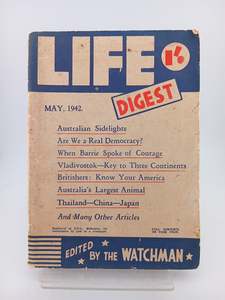 LIFE
1/6
DIGEST
MAY, 1942.
Australian Sidelights
Are We a Real Democracy?
When Barrie Spoke of Courage
Vladivostok—Key to Three Continents
Britishers: Know Your America
Australia's Largest Animal
Thailand—China—Japan
And Many Other Articles
EDITED
BY THE WATCHMAN